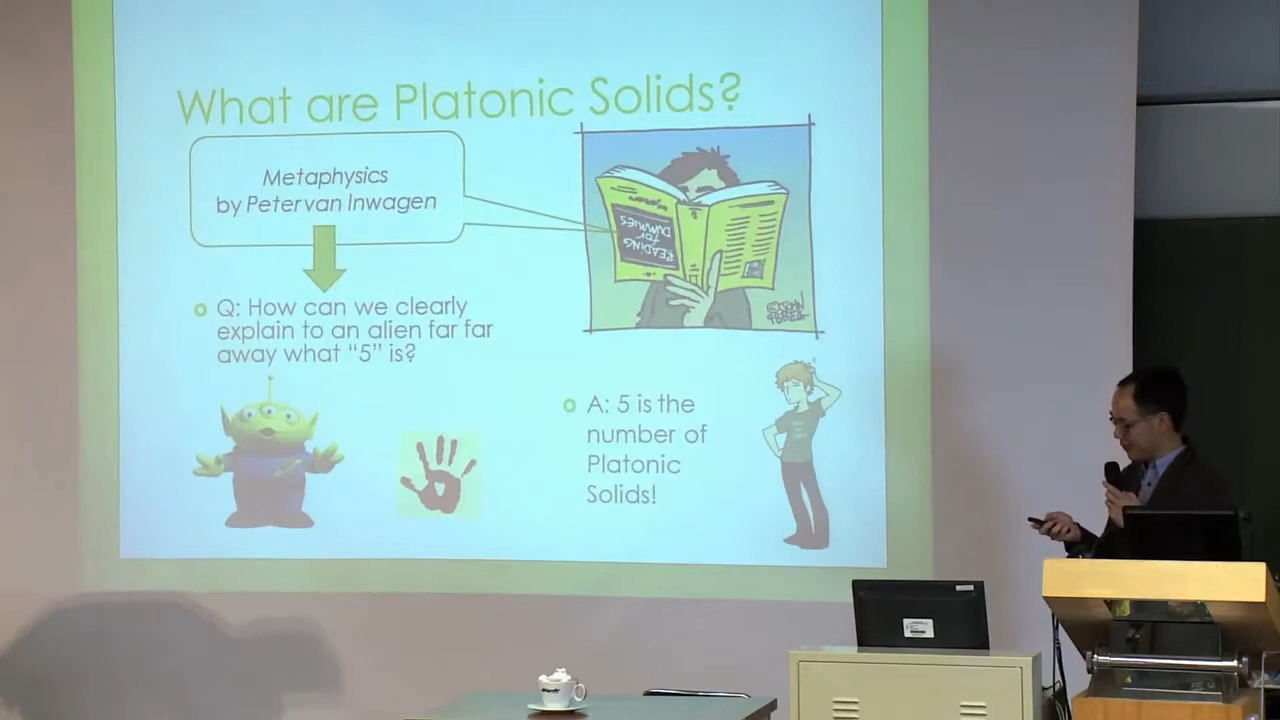 What are Platonic Solids?
Metaphysics
by Peter van Inwagen
READING
FOR
DUMMIES
Q: How can we clearly
explain to an alien far far
away what “5” is?
A: 5 is the
number of
Platonic
Solids!